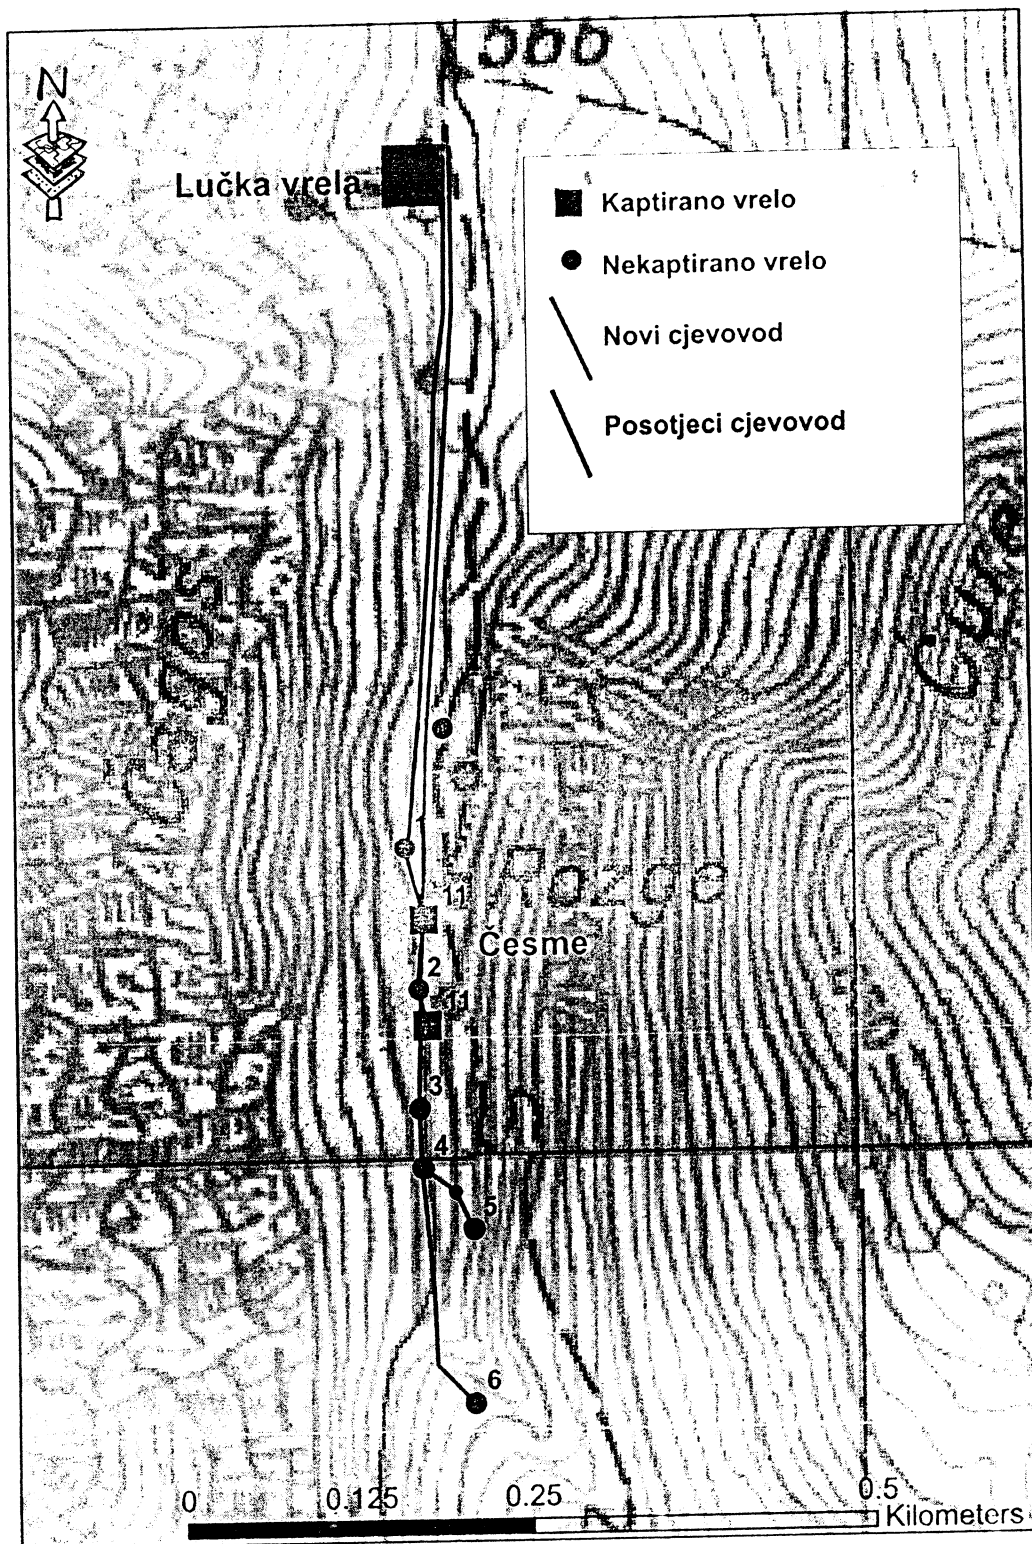 566
N
Lučka vrela
Kaptirano vrelo
Nekaptirano vrelo
Novi cjevovod
Posotjeci cjevovod
11
Česme
2
11
3
4
5
6
0 0.125 0.25 0.5
Kilometers